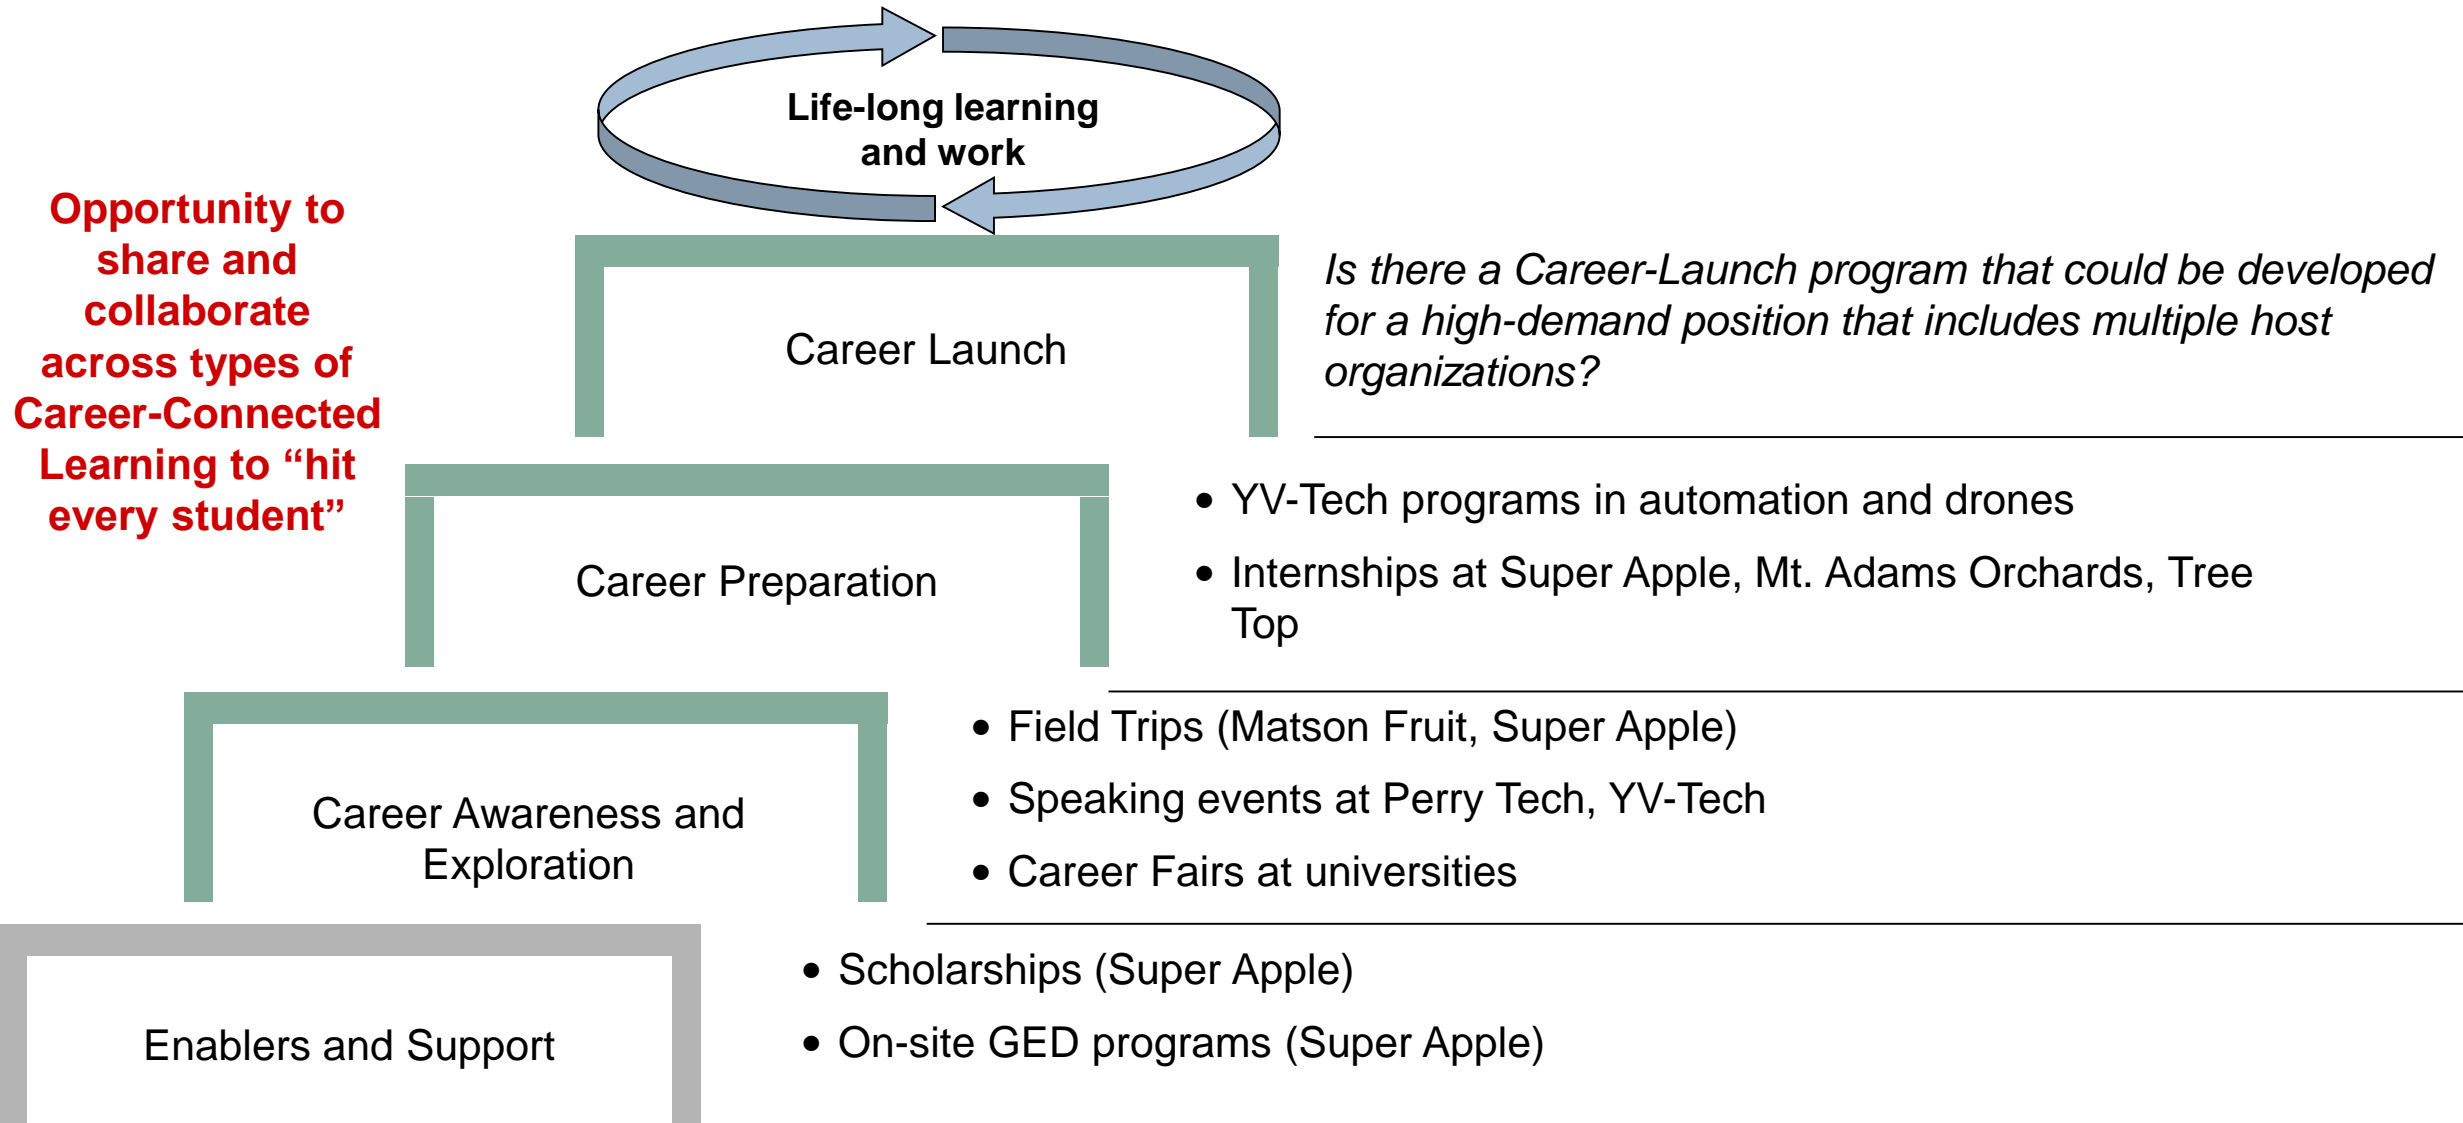 Life-long learning
and work
Opportunity to
share and
collaborate
across types of
Career-Connected
Learning to “hit
every student”
Career Launch
Is there a Career-Launch program that could be developed
for a high-demand position that includes multiple host
organizations?
Career Preparation
• YV-Tech programs in automation and drones
• Internships at Super Apple, Mt. Adams Orchards, Tree
Top
Career Awareness and
Exploration
• Field Trips (Matson Fruit, Super Apple)
• Speaking events at Perry Tech, YV-Tech
• Career Fairs at universities
Enablers and Support
• Scholarships (Super Apple)
• On-site GED programs (Super Apple)